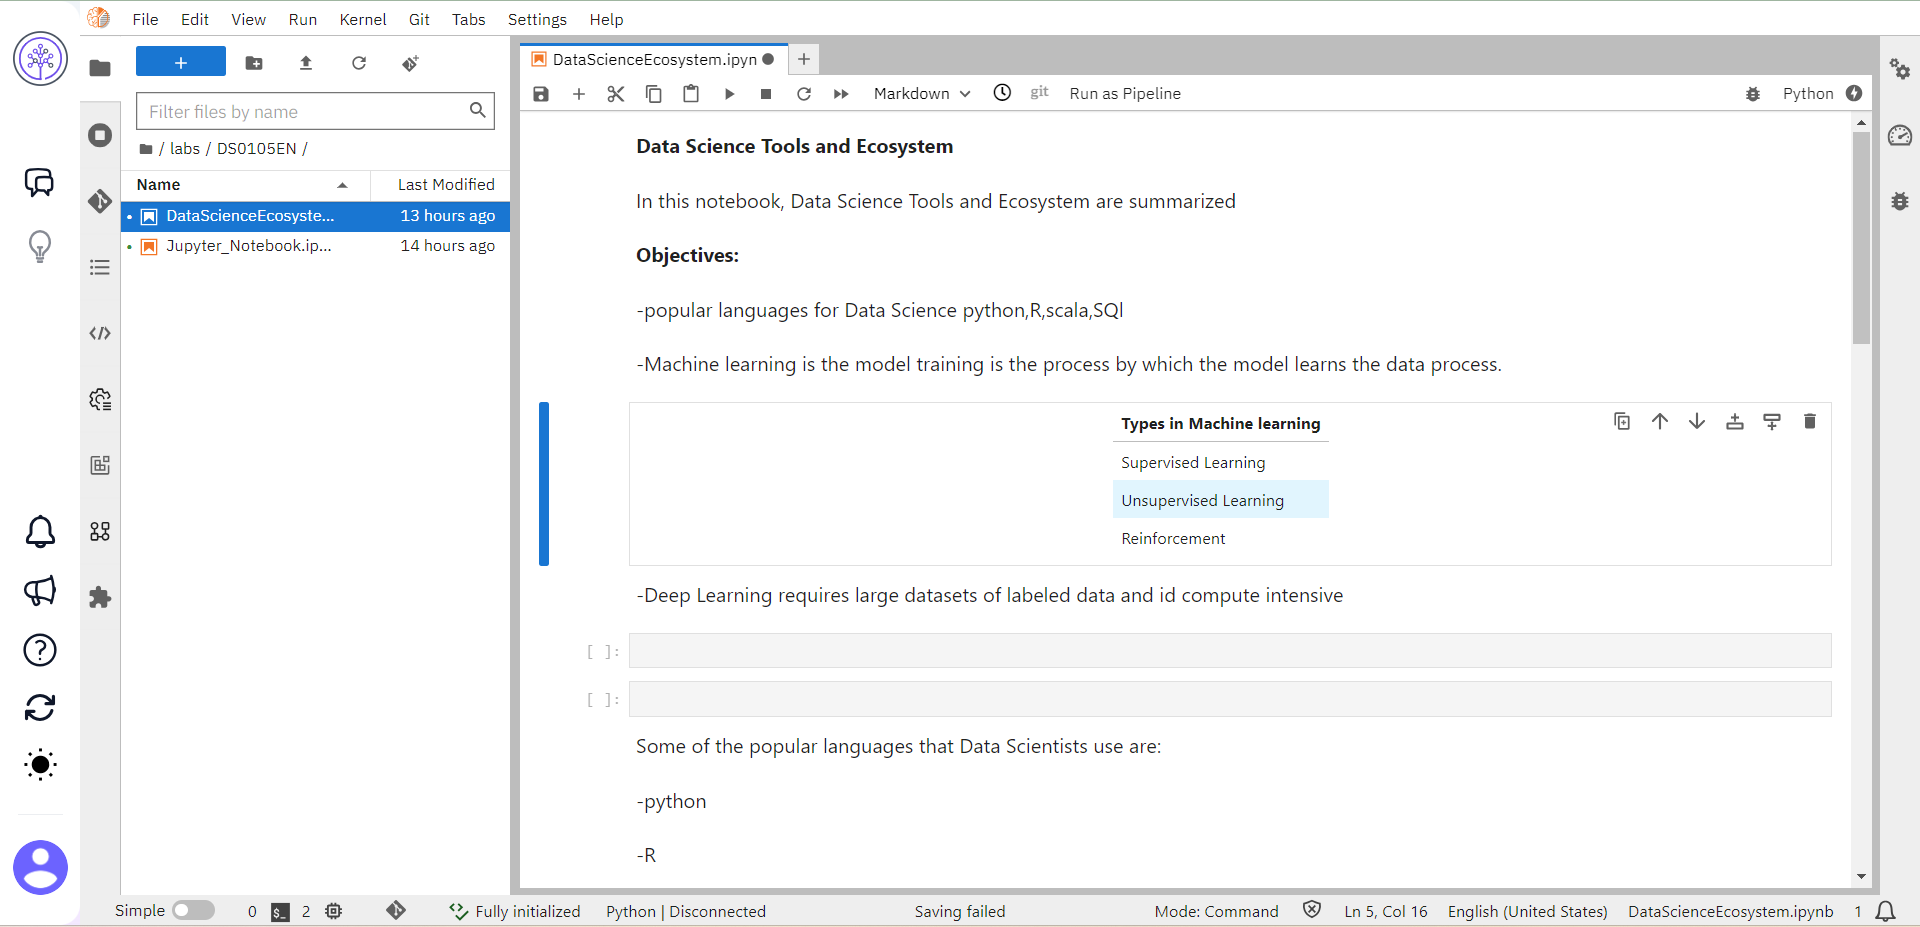 File Edit View Run Kernel Git Tabs Settings Help
+
Filter files by name
/ labs / DS0105EN /
Name Last Modified
DataScienceEcosyste... 13 hours ago
Jupyter_Notebook.ip... 14 hours ago
DataScienceEcosystem.ipyn
Markdown git Run as Pipeline Python
Data Science Tools and Ecosystem
In this notebook, Data Science Tools and Ecosystem are summarized
Objectives:
-popular languages for Data Science python,R,scala,SQl
-Machine learning is the model training is the process by which the model learns the data process.
Types in Machine learning
Supervised Learning
Unsupervised Learning
Reinforcement
-Deep Learning requires large datasets of labeled data and id compute intensive
[ ]:
[ ]:
Some of the popular languages that Data Scientists use are:
-python
-R
Simple 0 $_ 2 Fully initialized Python | Disconnected Saving failed Mode: Command Ln 5, Col 16 English (United States) DataScienceEcosystem.ipynb 1